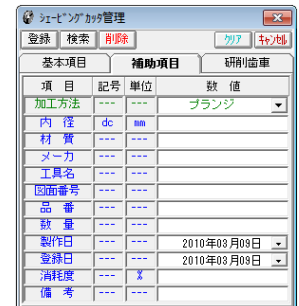 シェービングカッタ管理
登録 検索 削除 クリア キャンセル
基本項目 補助項目 研削歯車
項 目 記号 単位 数 値
加工方法 --- --- プランジ
内 径 dc mm
材 質 --- ---
メーカ --- ---
工具名 --- ---
図面番号 --- ---
品 番 --- ---
数 量 --- ---
製作日 --- --- 2010年03月09日
登録日 --- --- 2010年03月09日
消耗度 --- %
備 考 --- ---